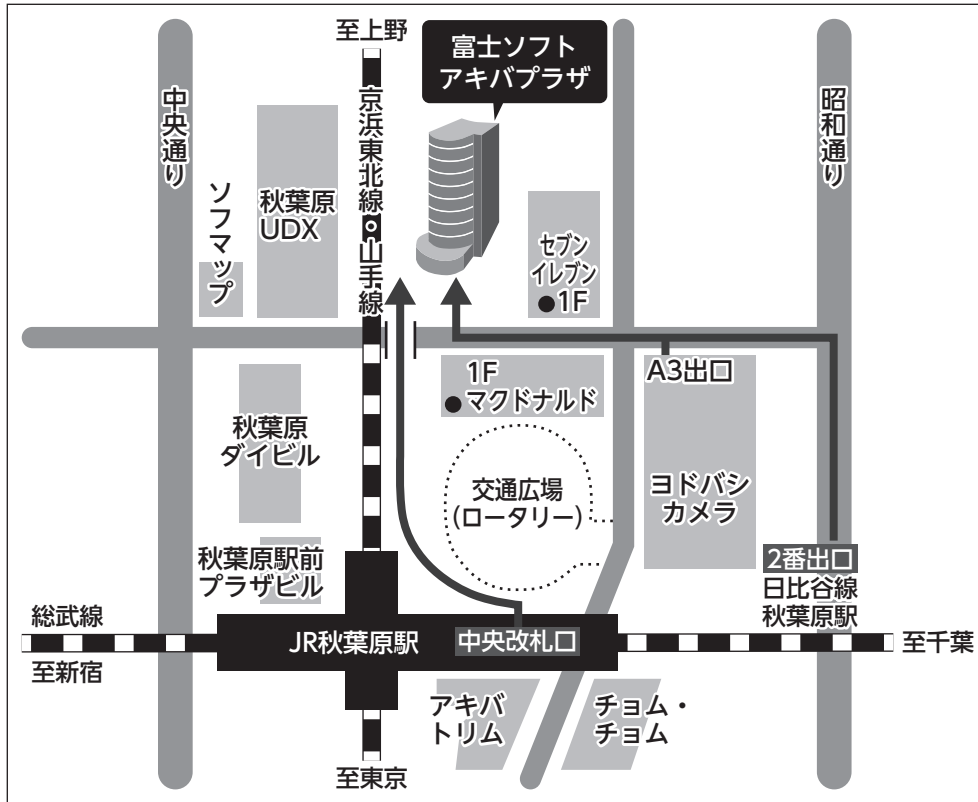 至上野
富士ソフト
アキバプラザ
中央通り
京浜東北線
山手線
昭和通り
ソフマップ
秋葉原
UDX
セブン
イレブン
●1F
A3出口
1F
●マクドナルド
秋葉原
ダイビル
交通広場
(ロータリー)
ヨドバシ
カメラ
秋葉原駅前
プラザビル
2番出口
日比谷線
秋葉原駅
総武線
至新宿
JR秋葉原駅
中央改札口
至千葉
アキバ
トリム
チョム・
チョム
至東京